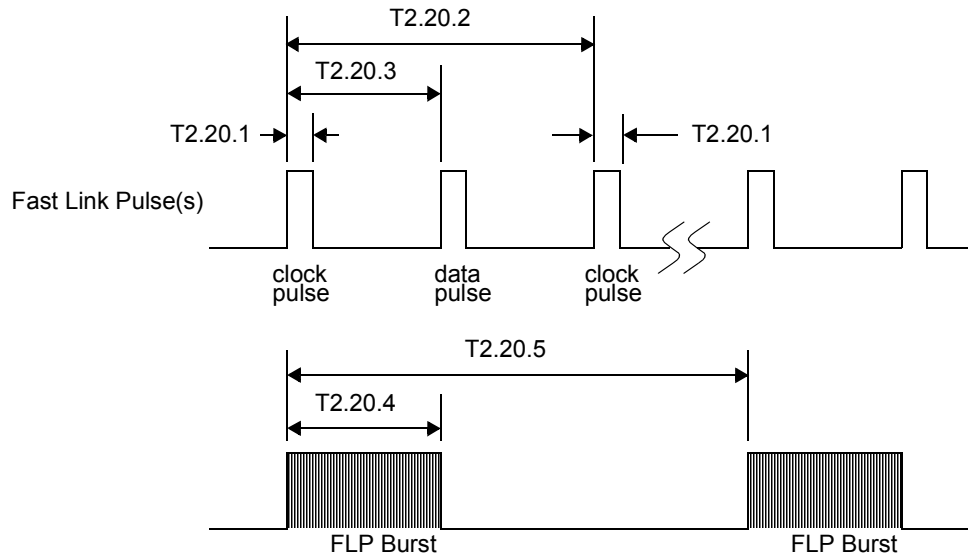 T2.20.2
T2.20.3
T2.20.1
T2.20.1
Fast Link Pulse(s)
clock
pulse
data
pulse
clock
pulse
T2.20.5
T2.20.4
FLP Burst
FLP Burst